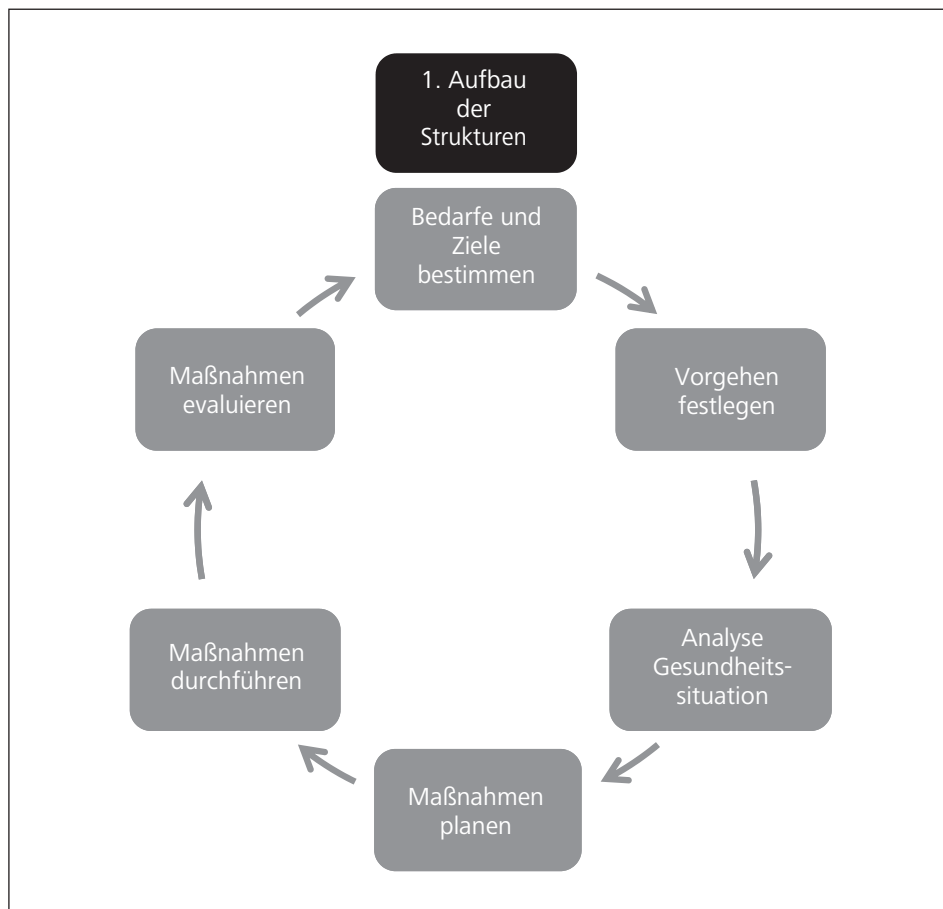 1. Aufbau
der
Strukturen
Bedarfe und
Ziele
bestimmen
Vorgehen
festlegen
Analyse
Gesundheits-
situation
Maßnahmen
planen
Maßnahmen
durchführen
Maßnahmen
evaluieren